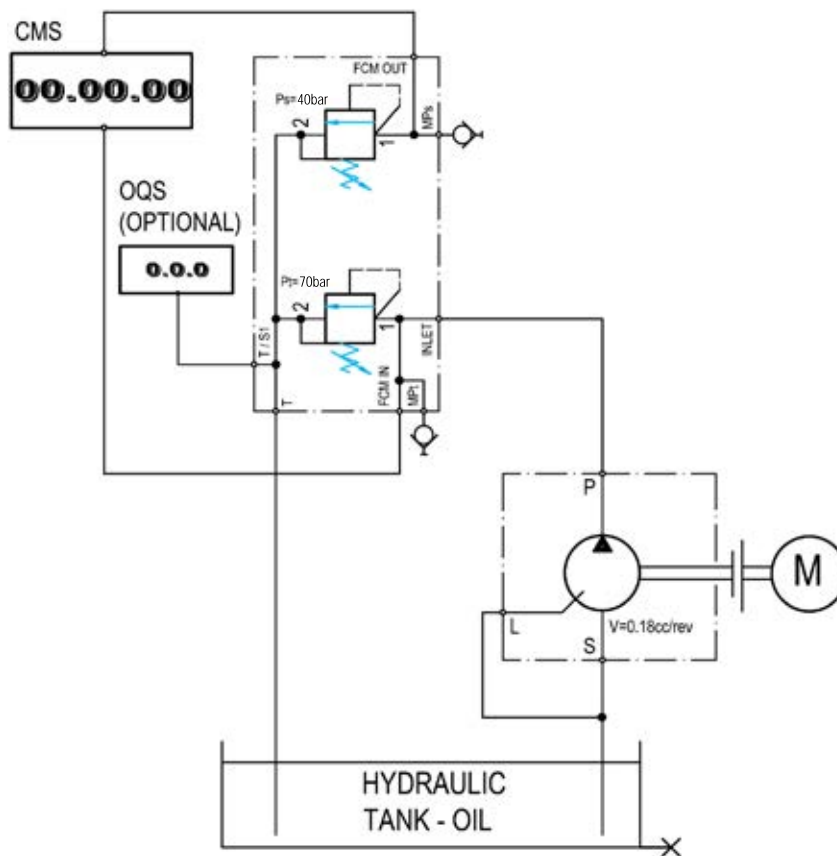 CMS
00.00.00
OQS
(OPTIONAL)
0.0.0
FCM OUT
Ps=40bar
2
1
MPs
Pt=70bar
2
1
T / S1
INLET
T
FCM IN
MPt
P
M
L
V=0.18cc/rev
S
HYDRAULIC
TANK - OIL